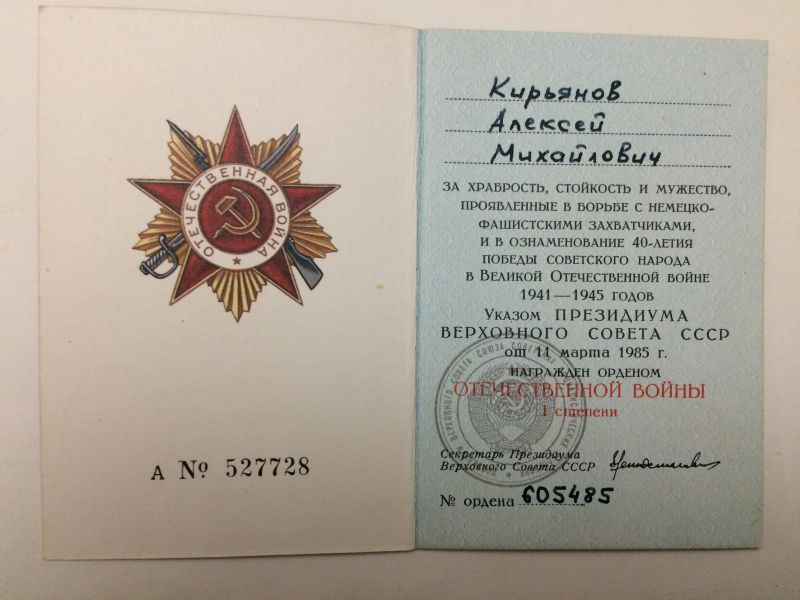 ОТЕЧЕСТВЕННАЯ ВОЙНА
А № 527728
Кирьянов
Алексей
Михайлович
ЗА ХРАБРОСТЬ, СТОЙКОСТЬ И МУЖЕСТВО,
ПРОЯВЛЕННЫЕ В БОРЬБЕ С НЕМЕЦКО-
ФАШИСТСКИМИ ЗАХВАТЧИКАМИ,
И В ОЗНАМЕНОВАНИЕ 40-ЛЕТИЯ
ПОБЕДЫ СОВЕТСКОГО НАРОДА
В ВЕЛИКОЙ ОТЕЧЕСТВЕННОЙ ВОЙНЕ
1941—1945 ГОДОВ
УКАЗОМ ПРЕЗИДИУМА
ВЕРХОВНОГО СОВЕТА СССР
от 11 марта 1985 г.
НАГРАЖДЕН ОРДЕНОМ
ОТЕЧЕСТВЕННОЙ ВОЙНЫ
I степени
Секретарь Президиума
Верховного Совета СССР
№ ордена 605485